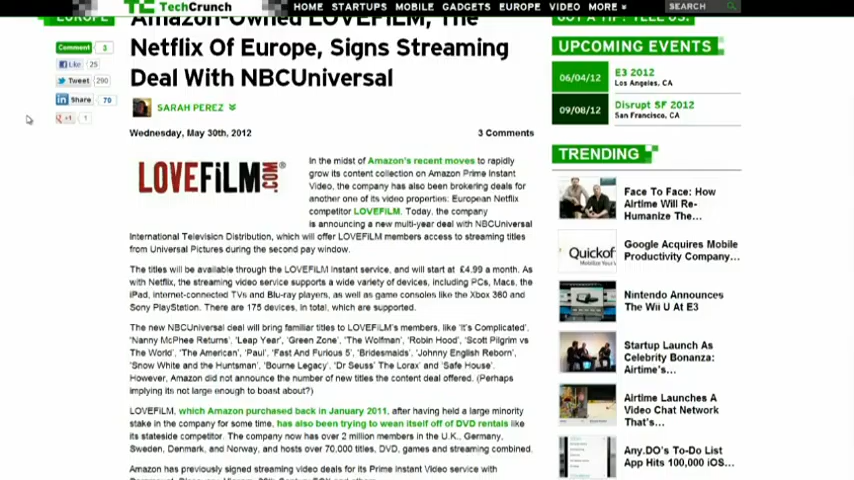 TechCrunch
HOME STARTUPS MOBILE GADGETS EUROPE VIDEO MORE
SEARCH
EUROPE
Comment 3
Like 25
Tweet 290
Share 70
+1 1
Amazon-Owned LOVEFiLM, The
Netflix Of Europe, Signs Streaming
Deal With NBCUniversal
SARAH PEREZ
Wednesday, May 30th, 2012
3 Comments
LOVEFiLM.COM®
In the midst of Amazon's recent moves to rapidly
grow its content collection on Amazon Prime Instant
Video, the company has also been brokering deals for
another one of its video properties: European Netflix
competitor LOVEFiLM. Today, the company
is announcing a new multi-year deal with NBCUniversal
International Television Distribution, which will offer LOVEFiLM members access to streaming titles
from Universal Pictures during the second pay window.
The titles will be available through the LOVEFiLM Instant service, and will start at £4.99 a month. As
with Netflix, the streaming video service supports a wide variety of devices, including PCs, Macs, the
iPad, internet-connected TVs and Blu-ray players, as well as game consoles like the Xbox 360 and
Sony PlayStation. There are 175 devices, in total, which are supported.
The new NBCUniversal deal will bring familiar titles to LOVEFiLM's members, like 'It's Complicated',
'Nanny McPhee Returns', 'Leap Year', 'Green Zone', 'The Wolfman', 'Robin Hood', 'Scott Pilgrim vs
The World', 'The American', 'Paul', 'Fast And Furious 5', 'Bridesmaids', 'Johnny English Reborn',
'Snow White and the Huntsman', 'Bourne Legacy', 'Dr Seuss' The Lorax' and 'Safe House'.
However, Amazon did not announce the number of new titles the content deal offered. (Perhaps
implying its not large enough to boast about?)
LOVEFiLM, which Amazon purchased back in January 2011, after having held a large minority
stake in the company for some time, has also been trying to wean itself off of DVD rentals like
its stateside competitor. The company now has over 2 million members in the U.K., Germany,
Sweden, Denmark, and Norway, and hosts over 70,000 titles, DVD, games and streaming combined.
Amazon has previously signed streaming video deals for its Prime Instant Video service with
GOT A TIP? TELL US.
UPCOMING EVENTS
06/04/12
E3 2012
Los Angeles, CA
09/08/12
Disrupt SF 2012
San Francisco, CA
TRENDING
Face To Face: How
Airtime Will Re-
Humanize The...
Quickof
Google Acquires Mobile
Productivity Company...
Nintendo Announces
The Wii U At E3
Startup Launch As
Celebrity Bonanza:
Airtime's...
Airtime Launches A
Video Chat Network
That's...
Any.DO's To-Do List
App Hits 100,000 iOS...